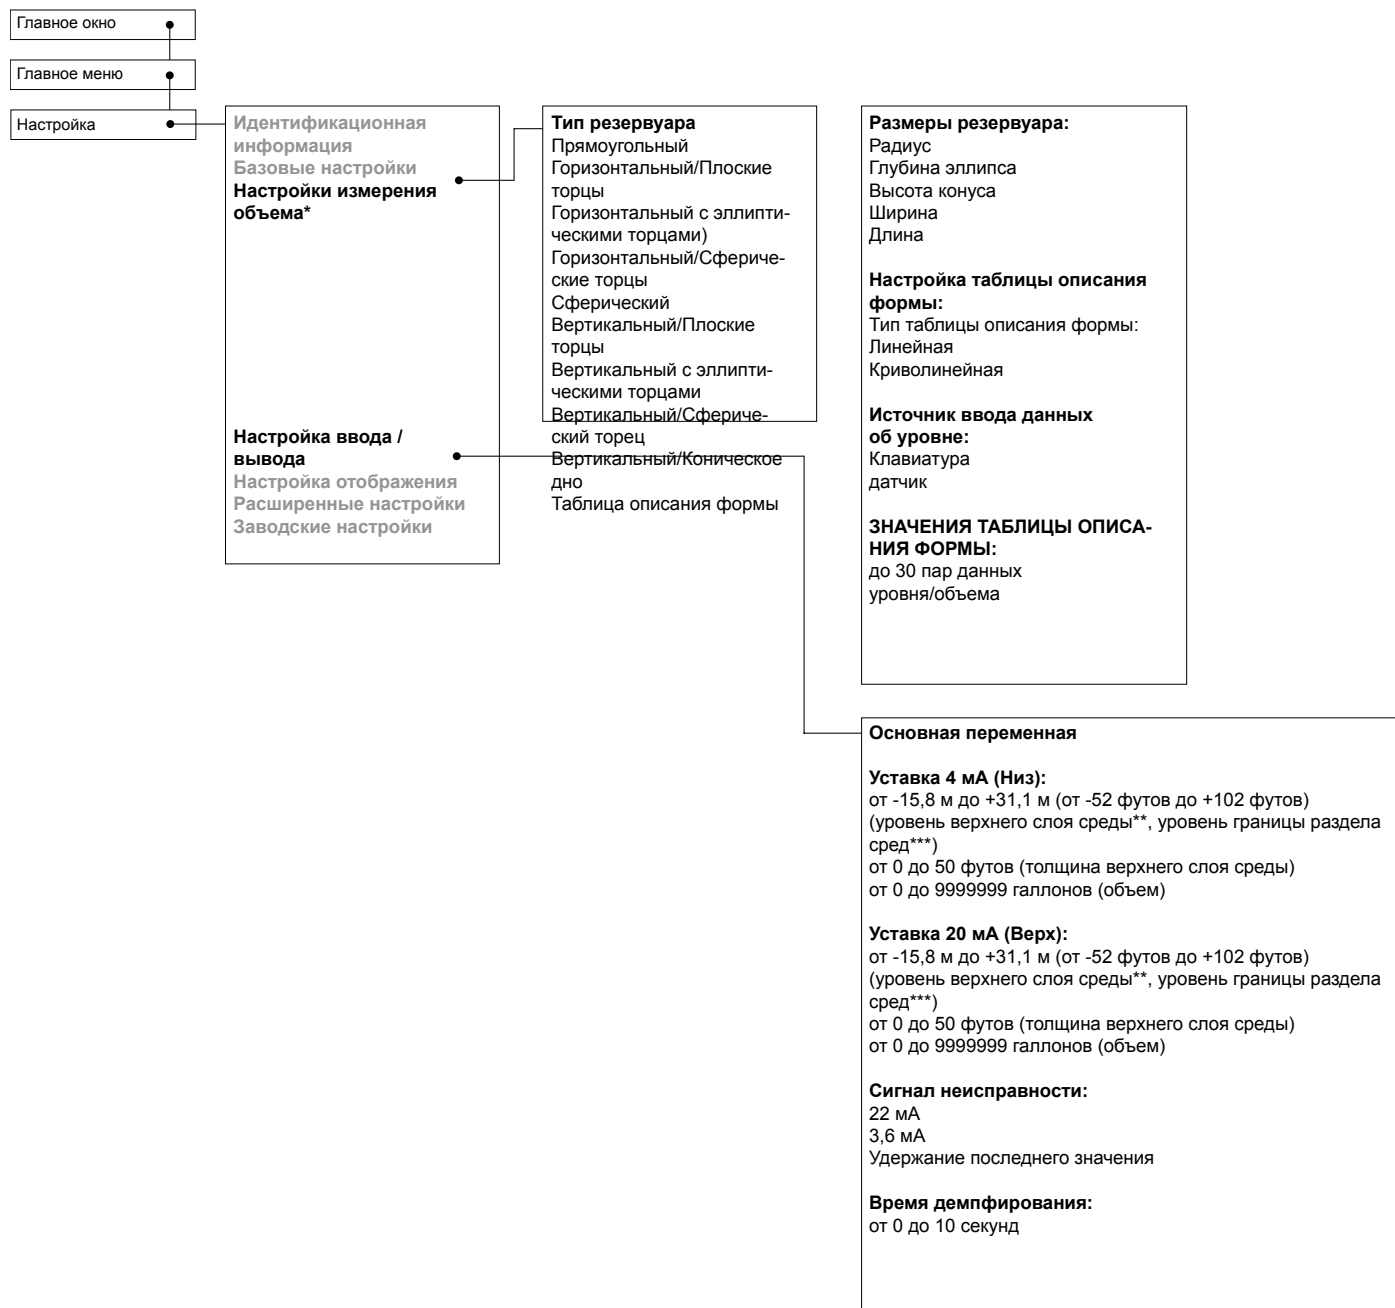 Главное окно
Главное меню
Настройка
Идентификационная
информация
Базовые настройки
Настройки измерения
объема*
Настройка ввода /
вывода
Настройка отображения
Расширенные настройки
Заводские настройки
Тип резервуара
Прямоугольный
Горизонтальный/Плоские
торцы
Горизонтальный с эллипти-
ческими торцами)
Горизонтальный/Сфериче-
ские торцы
Сферический
Вертикальный/Плоские
торцы
Вертикальный с эллипти-
ческими торцами
Вертикальный/Сфериче-
ский торец
Вертикальный/Коническое
дно
Таблица описания формы
Размеры резервуара:
Радиус
Глубина эллипса
Высота конуса
Ширина
Длина
Настройка таблицы описания
формы:
Тип таблицы описания формы:
Линейная
Криволинейная
Источник ввода данных
об уровне:
Клавиатура
датчик
ЗНАЧЕНИЯ ТАБЛИЦЫ ОПИСА-
НИЯ ФОРМЫ:
до 30 пар данных
уровня/объема
Основная переменная
Уставка 4 мА (Низ):
от -15,8 м до +31,1 м (от -52 футов до +102 футов)
(уровень верхнего слоя среды**, уровень границы раздела
сред***)
от 0 до 50 футов (толщина верхнего слоя среды)
от 0 до 9999999 галлонов (объем)
Уставка 20 мА (Верх):
от -15,8 м до +31,1 м (от -52 футов до +102 футов)
(уровень верхнего слоя среды**, уровень границы раздела
сред***)
от 0 до 50 футов (толщина верхнего слоя среды)
от 0 до 9999999 галлонов (объем)
Сигнал неисправности:
22 мА
3,6 мА
Удержание последнего значения
Время демпфирования:
от 0 до 10 секунд